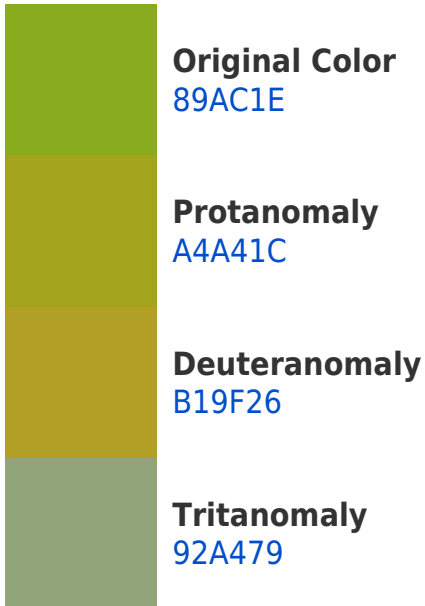 Original Color
89AC1E
Protanomaly
A4A41C
Deuteranomaly
B19F26
Tritanomaly
92A479